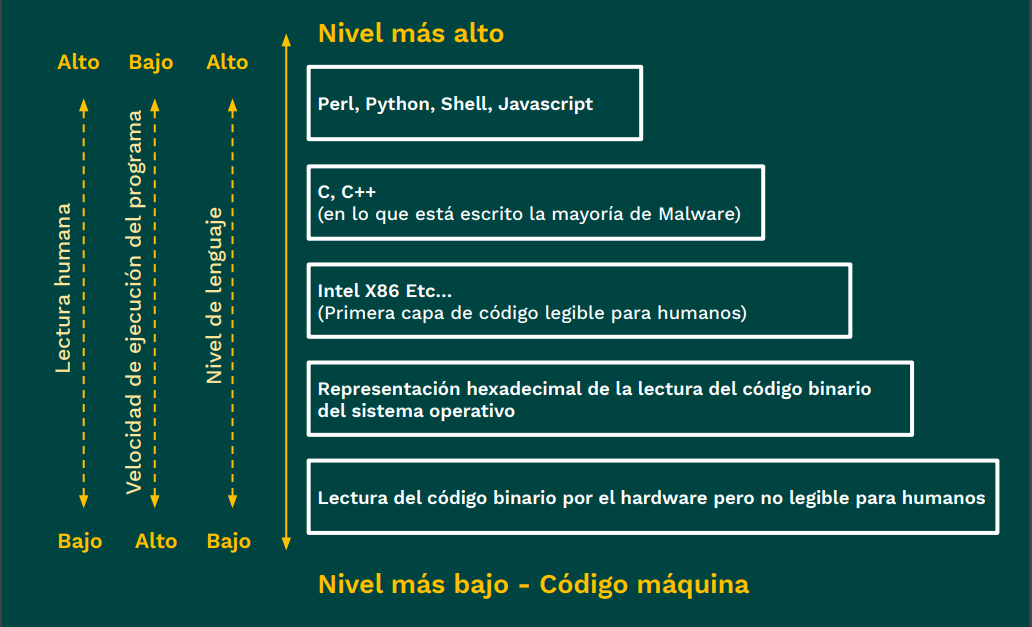 Nivel más alto
Alto
Bajo
Alto
Lectura humana
Velocidad de ejecución del programa
Nivel de lenguaje
Perl, Python, Shell, Javascript
C, C++
(en lo que está escrito la mayoría de Malware)
Intel X86 Etc...
(Primera capa de código legible para humanos)
Representación hexadecimal de la lectura del código binario
del sistema operativo
Lectura del código binario por el hardware pero no legible para humanos
Bajo
Alto
Bajo
Nivel más bajo - Código máquina